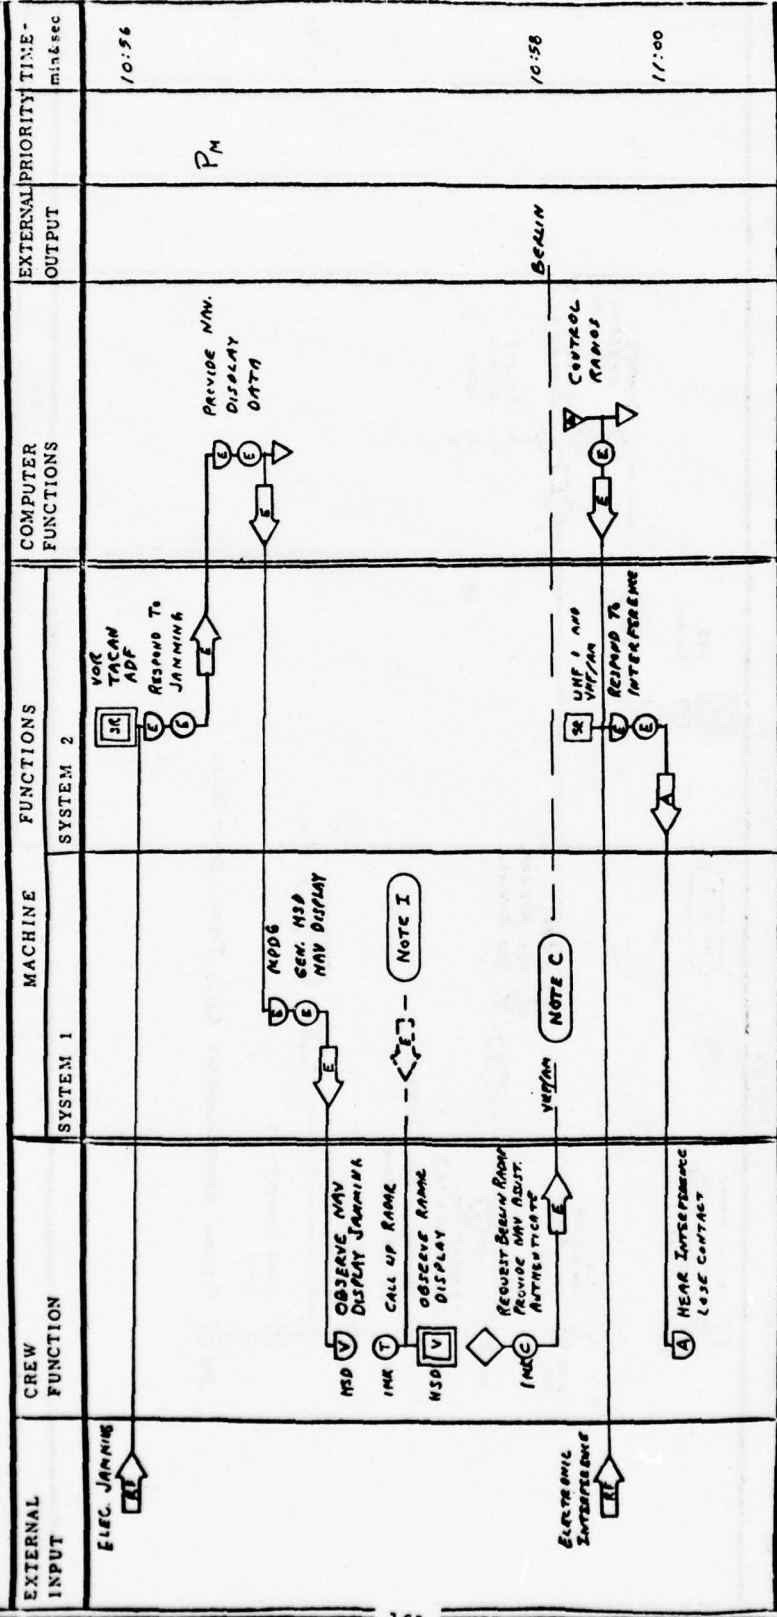 EXTERNAL INPUT
CREW FUNCTION
MACHINE FUNCTIONS
SYSTEM 1
SYSTEM 2
COMPUTER FUNCTIONS
EXTERNAL OUTPUT
PRIORITY
TIME - min&sec
ELEC. JAMMING
RF
SR
VOR
TACAN
ADF
E
RESPOND TO
JAMMING
E
E
10:56
E
PROVIDE NAV.
DISPLAY
DATA
E
E
PM
E
MPDG
E
GEN. HSD
NAV DISPLAY
E
HSD
V
OBSERVE NAV
DISPLAY JAMMING
IMK
T
CALL UP RADAR
E
NOTE I
HSD
V
OBSERVE RADAR
DISPLAY
IMK
C
REQUEST BERLIN RADAR
PROVIDE NAV ASSIST.
AUTHENTICATE
E
VHF/AM
NOTE C
BERLIN
10:58
ELECTRONIC
INTERFERENCE
RF
SR
UHF 1 AND
VHF/AM
E
RESPOND TO
INTERFERENCE
E
E
E
CONTROL
RADIOS
A
A
HEAR INTERFERENCE
LOSE CONTACT
11:00